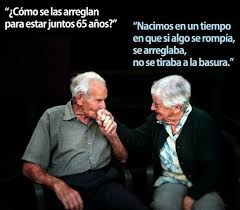 “¿Cómo se las arreglan
para estar juntos 65 años?”
“Nacimos en un tiempo
en que si algo se rompía,
se arreglaba,
no se tiraba a la basura.”